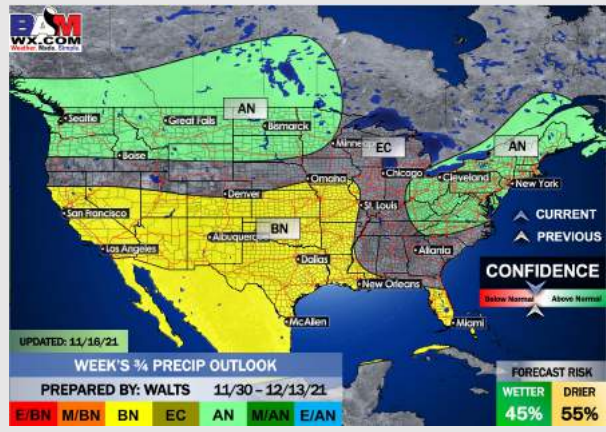 BAM
WX.COM
Weather. Made. Simple.
AN
Seattle
Great Falls
Bismarck
Boise
Minne
EC
AN
Chicago
Cleveland
New York
Omaha
Denver
St. Louis
San Francisco
BN
Albuquerque
Los Angeles
Dallas
Atlanta
New Orleans
McAllen
Miami
CURRENT
PREVIOUS
CONFIDENCE
Below Normal
Above Normal
UPDATED: 11/16/21
WEEK'S ¾ PRECIP OUTLOOK
PREPARED BY: WALTS 11/30 – 12/13/21
E/BN M/BN BN EC AN M/AN E/AN
FORECAST RISK
WETTER DRIER
45% 55%